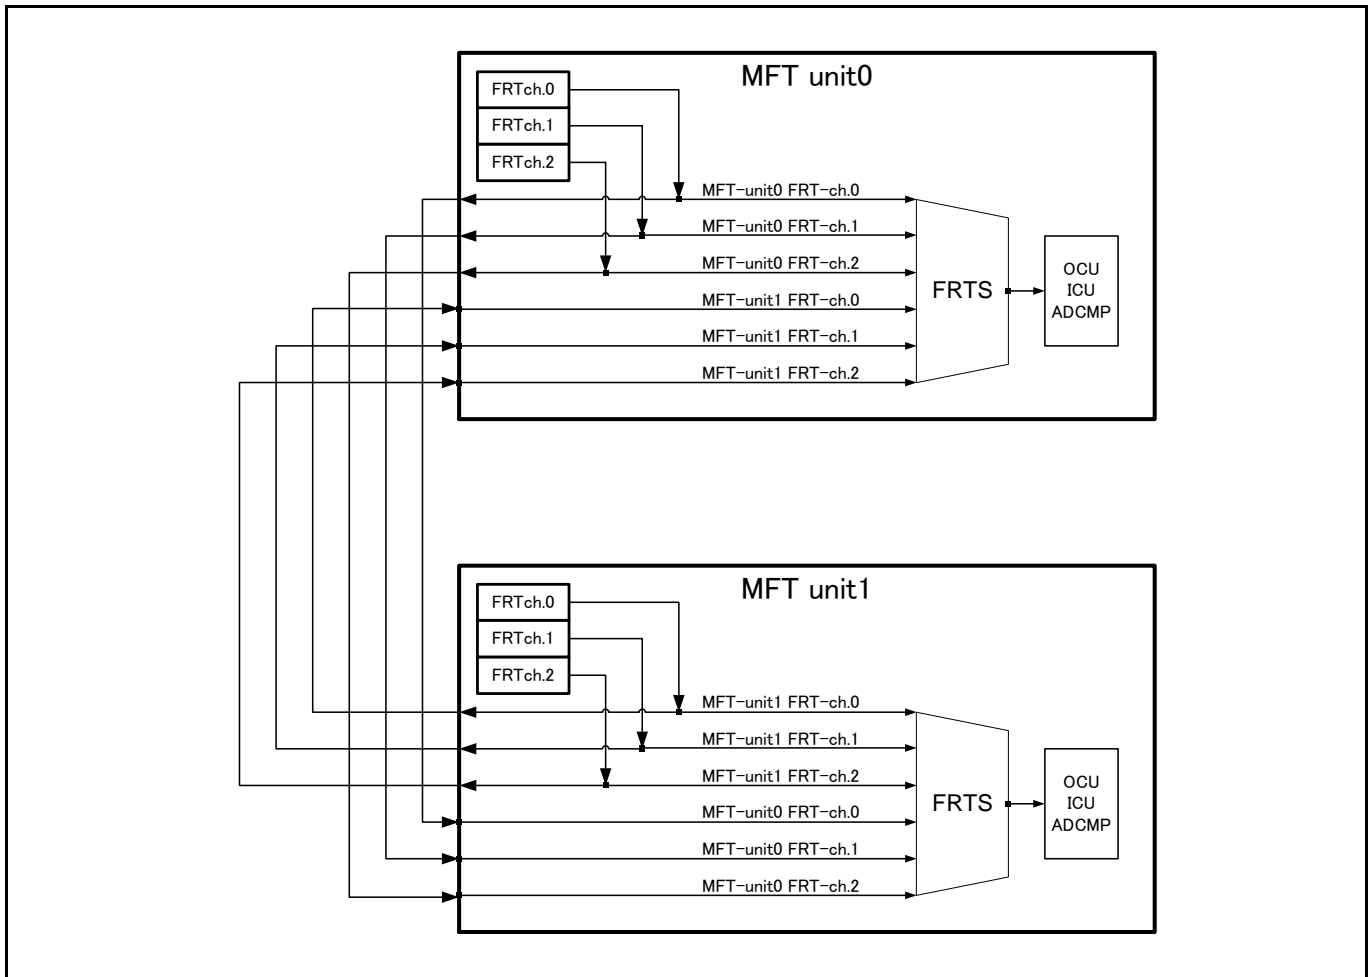 MFT unit0
FRTch.0
FRTch.1
FRTch.2
MFT-unit0 FRT-ch.0
MFT-unit0 FRT-ch.1
MFT-unit0 FRT-ch.2
MFT-unit1 FRT-ch.0
MFT-unit1 FRT-ch.1
MFT-unit1 FRT-ch.2
FRTS
OCU
ICU
ADCMP
MFT unit1
FRTch.0
FRTch.1
FRTch.2
MFT-unit1 FRT-ch.0
MFT-unit1 FRT-ch.1
MFT-unit1 FRT-ch.2
MFT-unit0 FRT-ch.0
MFT-unit0 FRT-ch.1
MFT-unit0 FRT-ch.2
FRTS
OCU
ICU
ADCMP